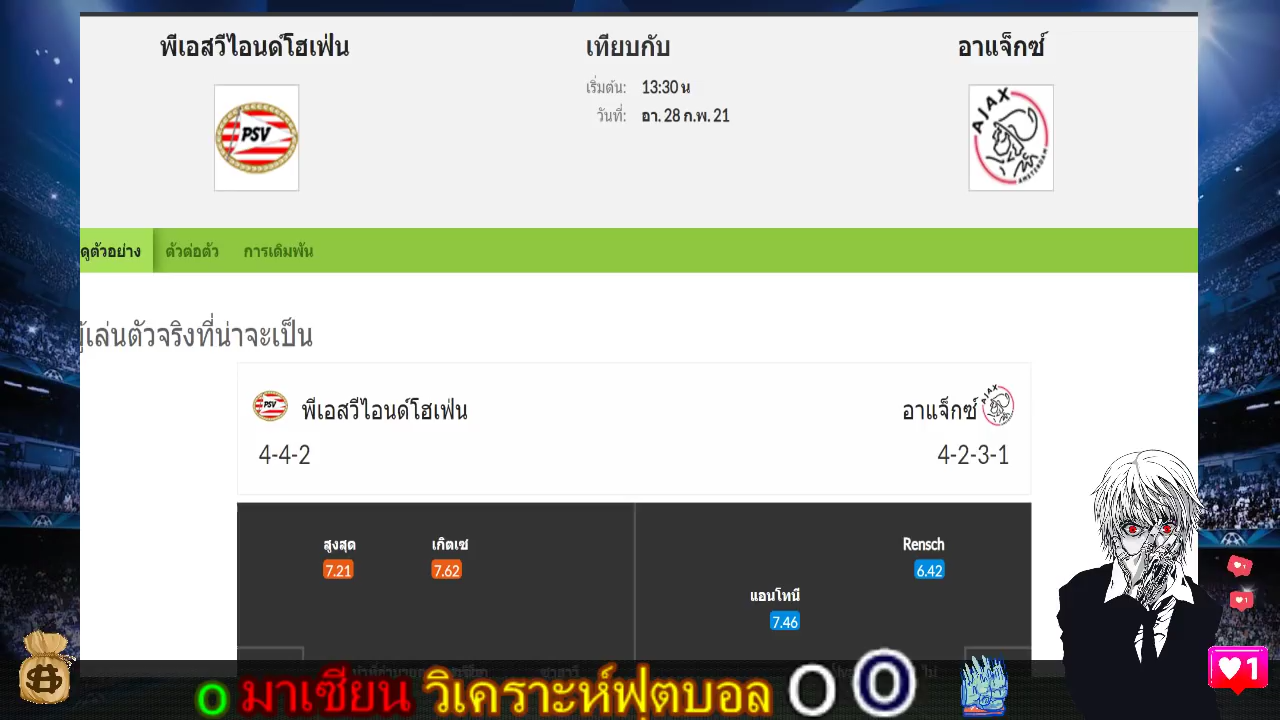 พีเอสวีไอนด์โฮเฟ่น
เทียบกับ
อาแจ็กซ์
เริ่มต้น: 13:30 น
วันที่: อา. 28 ก.พ. 21
PSV
AJAX
AMSTERDAM
ดูตัวอย่าง ตัวต่อตัว การเดิมพัน
ผู้เล่นตัวจริงที่น่าจะเป็น
PSV พีเอสวีไอนด์โฮเฟ่น
อาแจ็กซ์ AJAX
4-4-2
4-2-3-1
สูงสุด
7.21
เกิตเซ่
7.62
Rensch
6.42
แอนโทนี
7.46
o มาเซียน วิเคราะห์ฟุตบอล O O
1